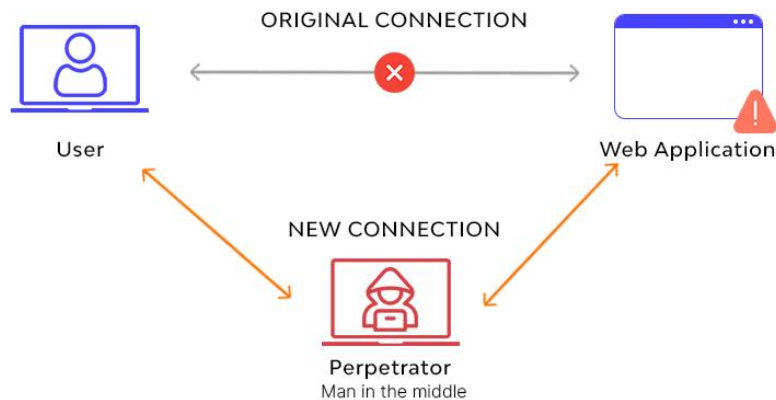 ORIGINAL CONNECTION
User
Web Application
NEW CONNECTION
Perpetrator
Man in the middle